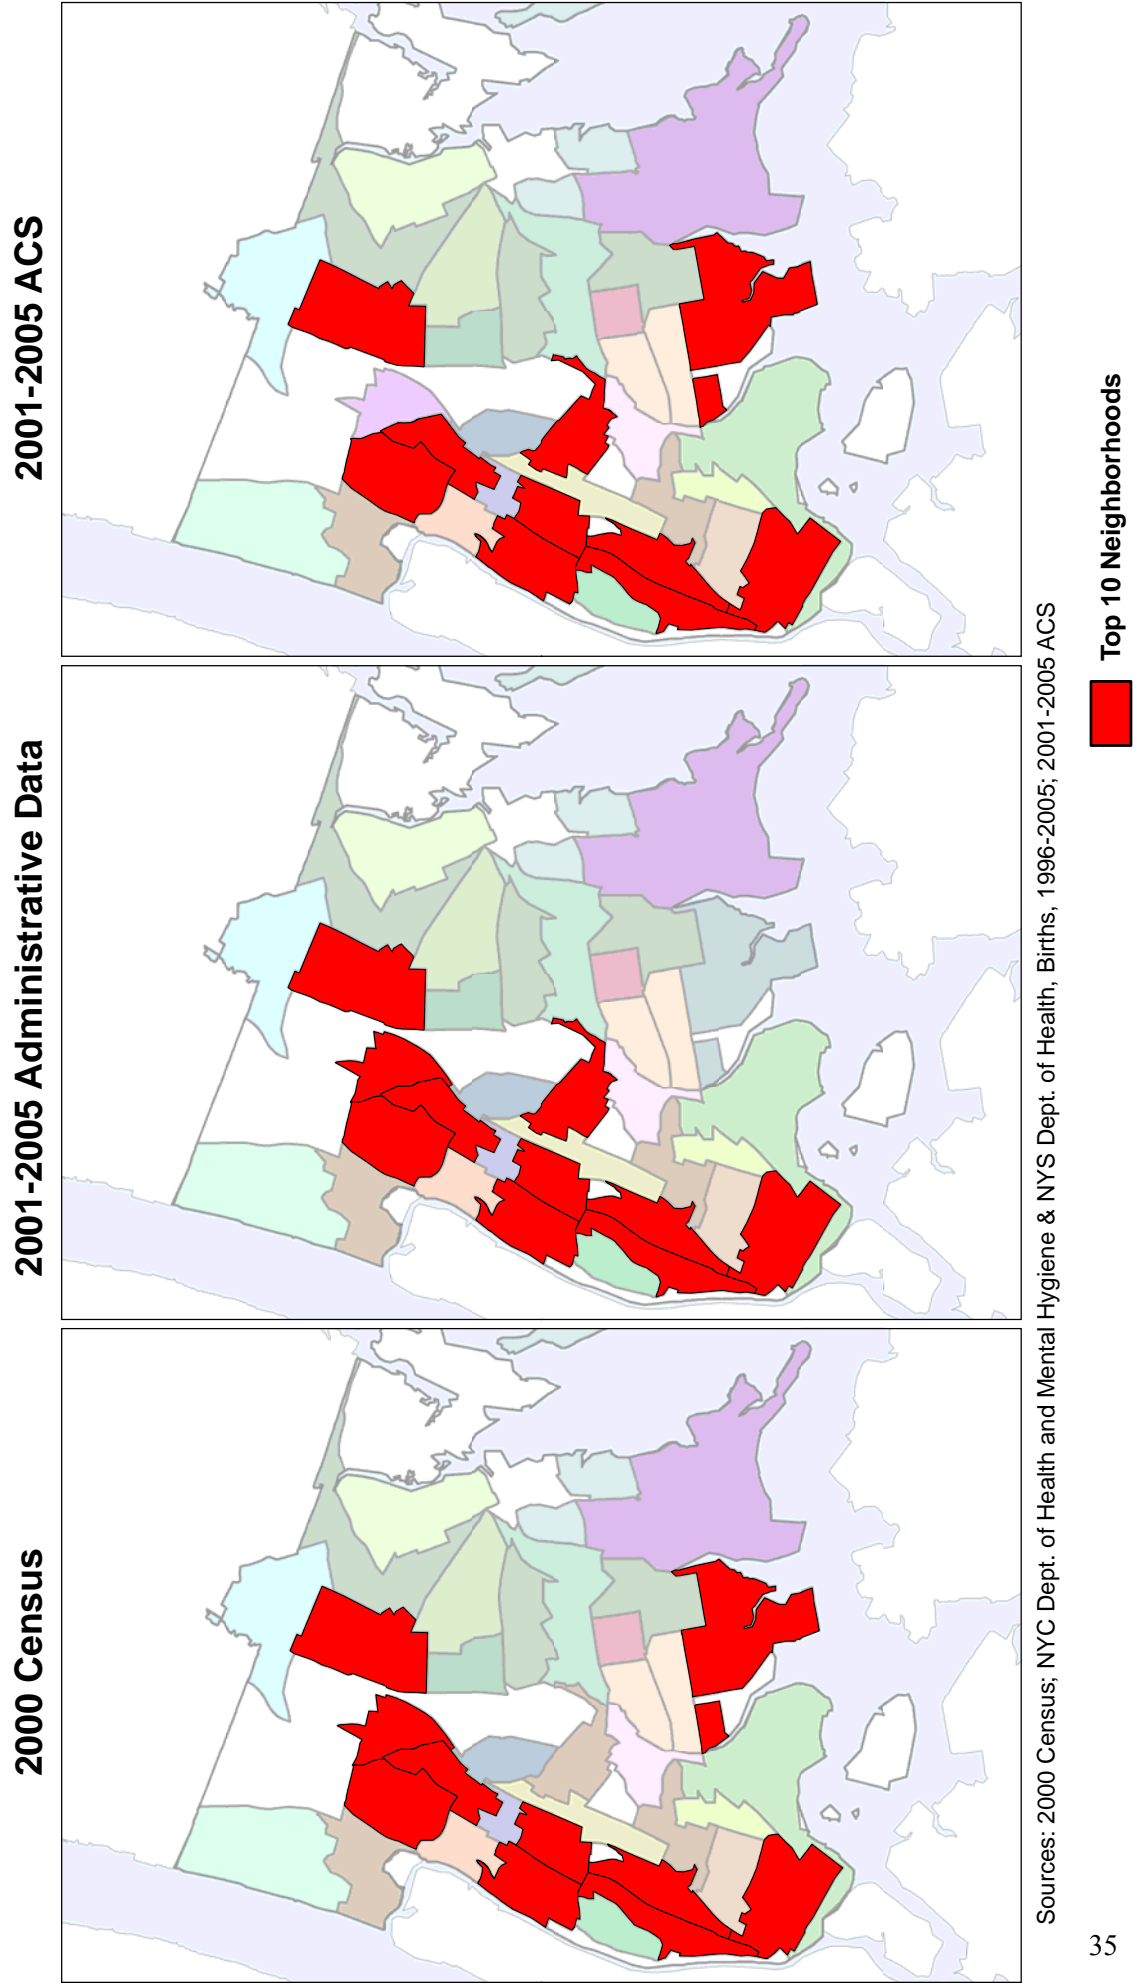 2000 Census
2001-2005 Administrative Data
2001-2005 ACS
Sources: 2000 Census; NYC Dept. of Health and Mental Hygiene & NYS Dept. of Health, Births, 1996-2005; 2001-2005 ACS
Top 10 Neighborhoods
35